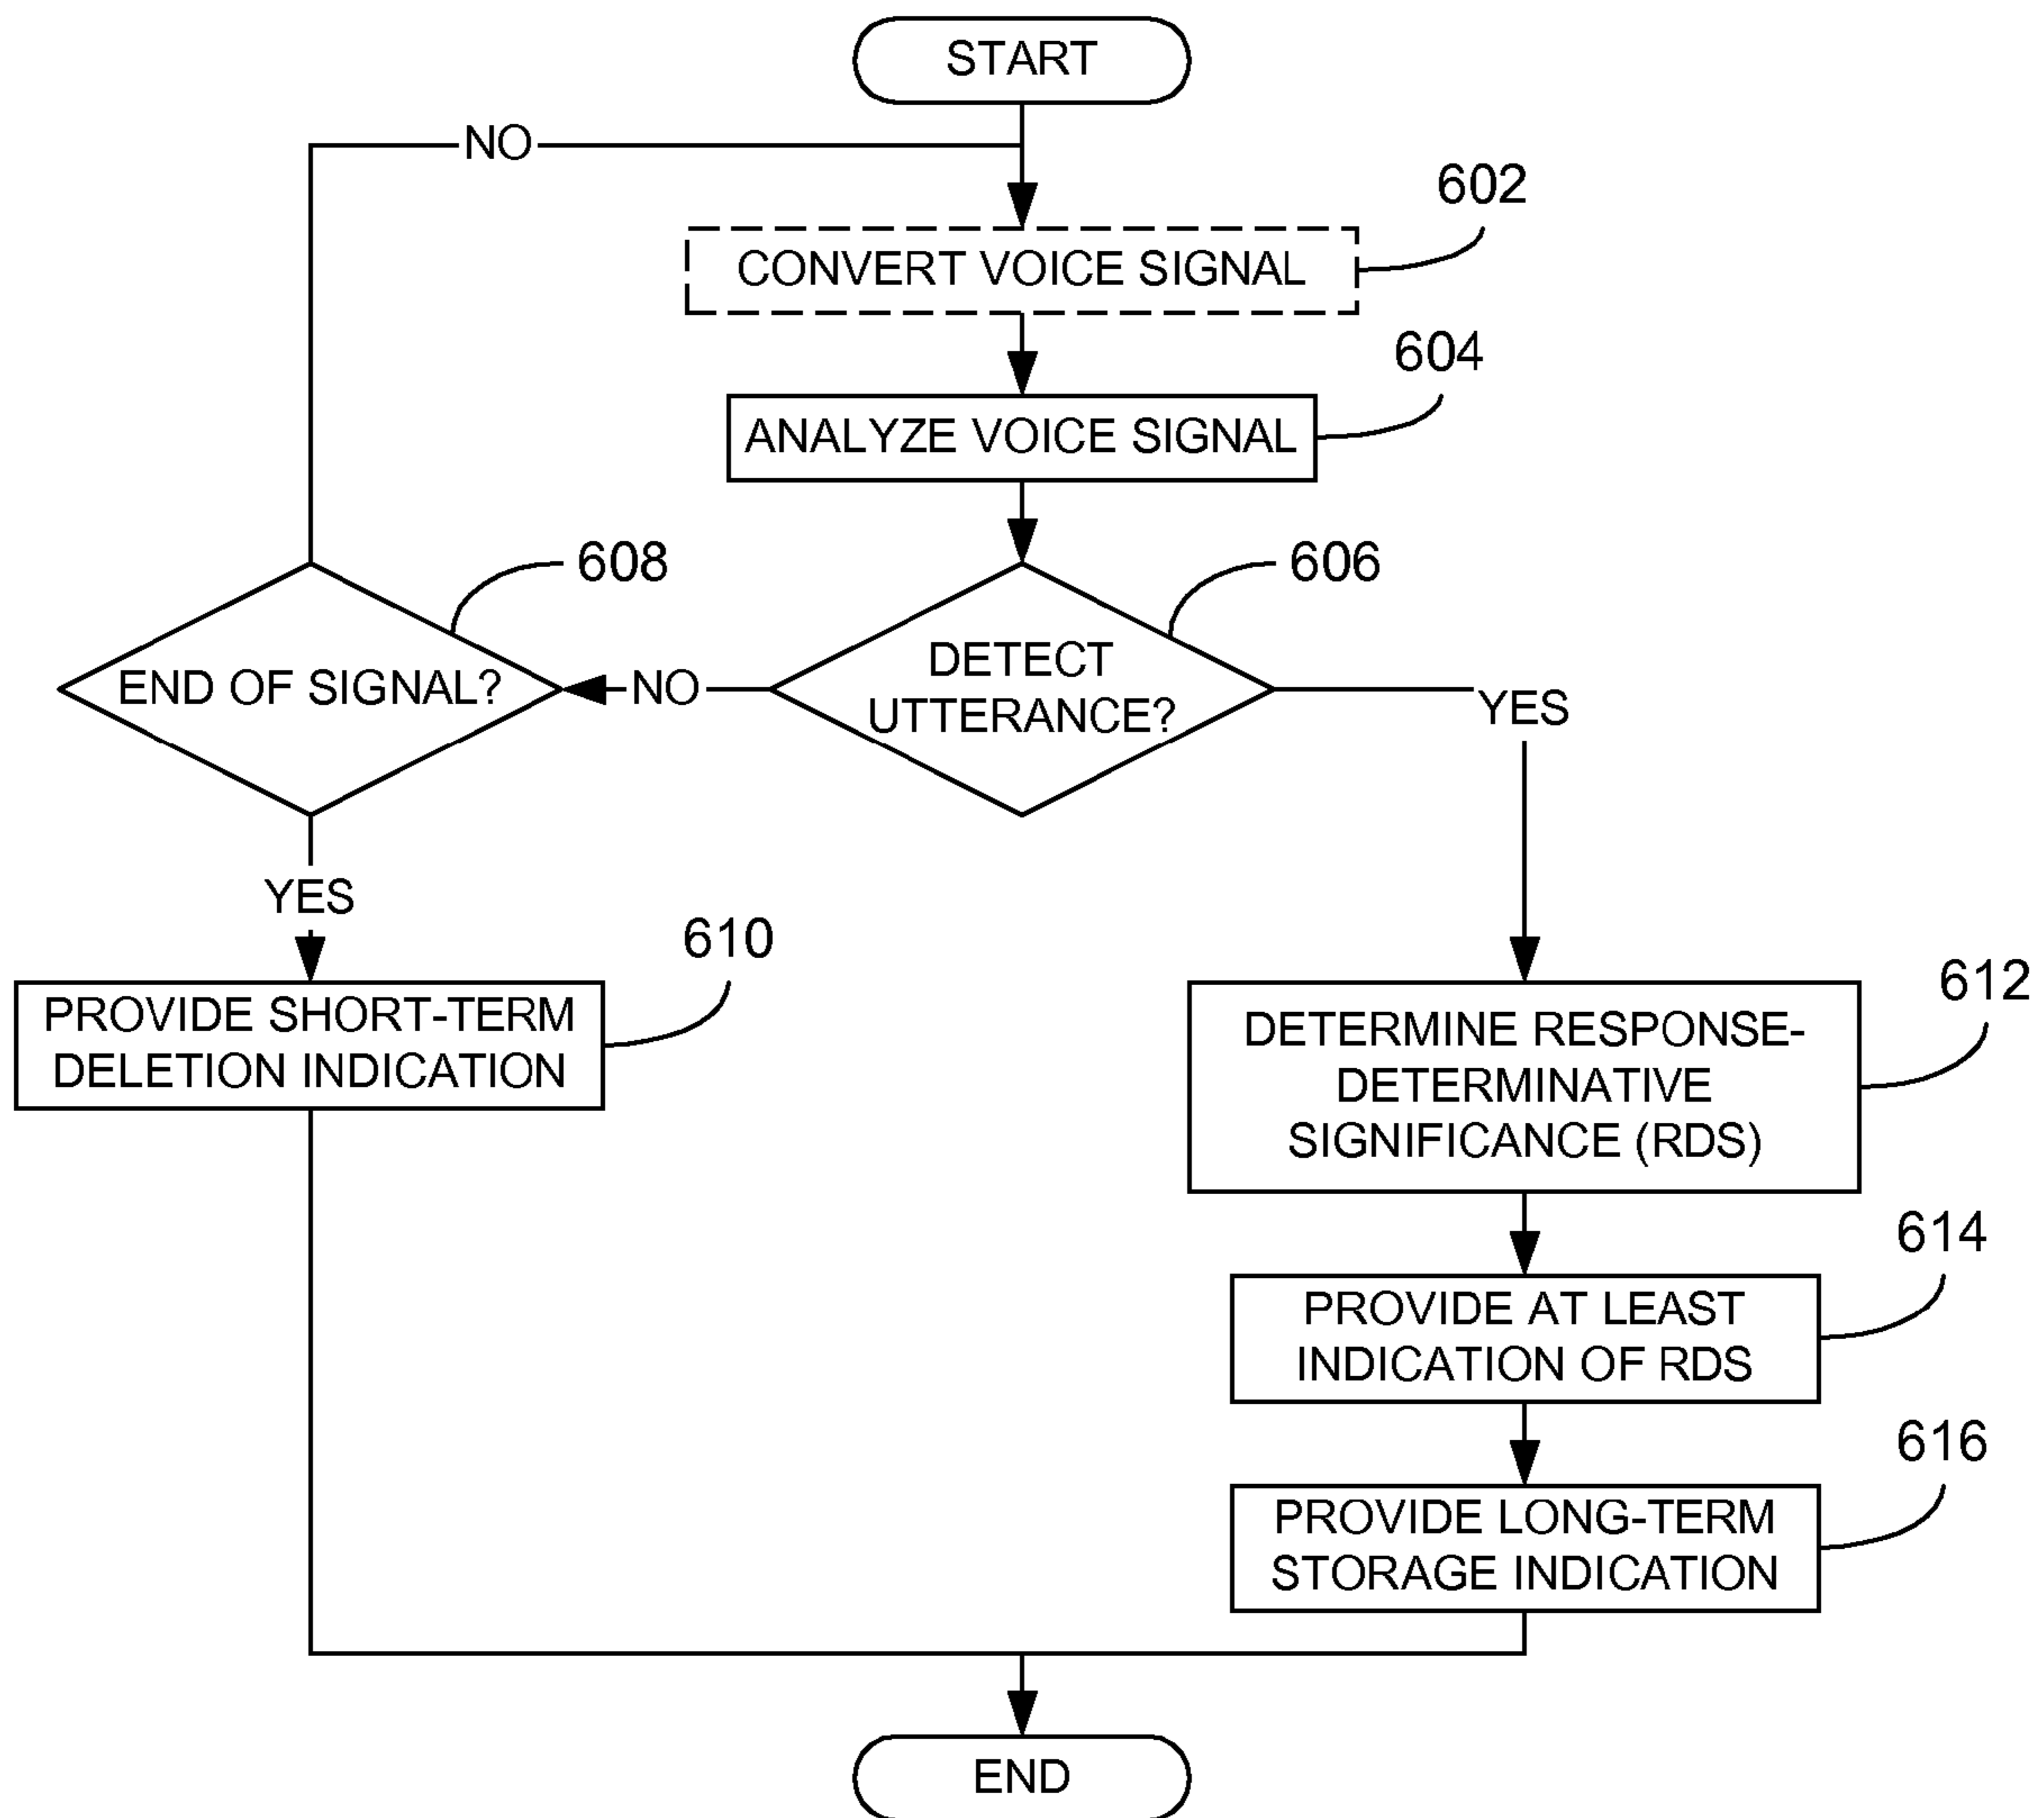 START
NO
602
CONVERT VOICE SIGNAL
604
ANALYZE VOICE SIGNAL
608
606
END OF SIGNAL?
NO
DETECT
UTTERANCE?
YES
YES
610
PROVIDE SHORT-TERM
DELETION INDICATION
612
DETERMINE RESPONSE-
DETERMINATIVE
SIGNIFICANCE (RDS)
614
PROVIDE AT LEAST
INDICATION OF RDS
616
PROVIDE LONG-TERM
STORAGE INDICATION
END